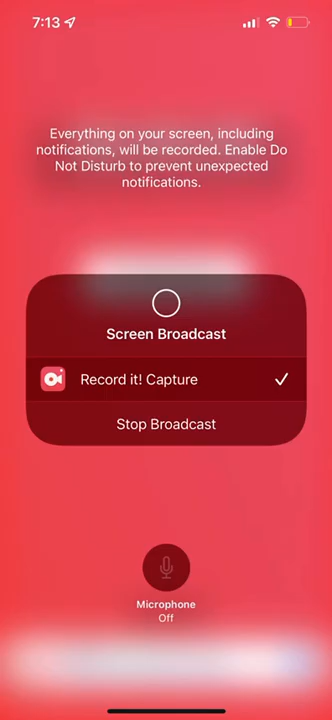 7:13
Everything on your screen, including
notifications, will be recorded. Enable Do
Not Disturb to prevent unexpected
notifications.
Screen Broadcast
Record it! Capture
Stop Broadcast
Microphone
Off